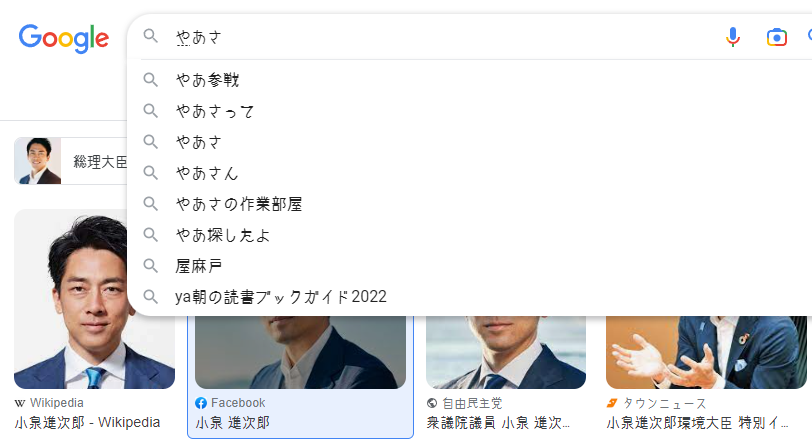 Google
やあさ
やあ参戦
やあさって
やあさ
やあさん
やあさの作業部屋
やあ探したよ
屋麻戸
ya朝の読書ブックガイド2022
総理大臣
Wikipedia
小泉進次郎 - Wikipedia
Facebook
小泉 進次郎
自由民主党
衆議院議員 小泉 進次...
タウンニュース
小泉進次郎環境大臣 特別イ...